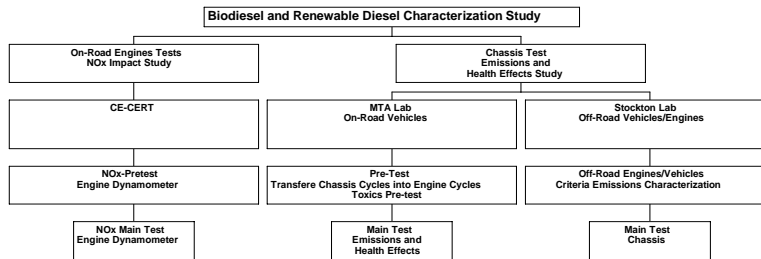 Biodiesel and Renewable Diesel Characterization Study
On-Road Engines Tests
NOx Impact Study
Chassis Test
Emissions and
Health Effects Study
CE-CERT
MTA Lab
On-Road Vehicles
Stockton Lab
Off-Road Vehicles/Engines
NOx-Pretest
Engine Dynamometer
Pre-Test
Transfere Chassis Cycles into Engine Cycles
Toxics Pre-test
Off-Road Engines/Vehicles
Criteria Emissions Characterization
NOx Main Test
Engine Dynamometer
Main Test
Emissions and
Health Effects
Main Test
Chassis